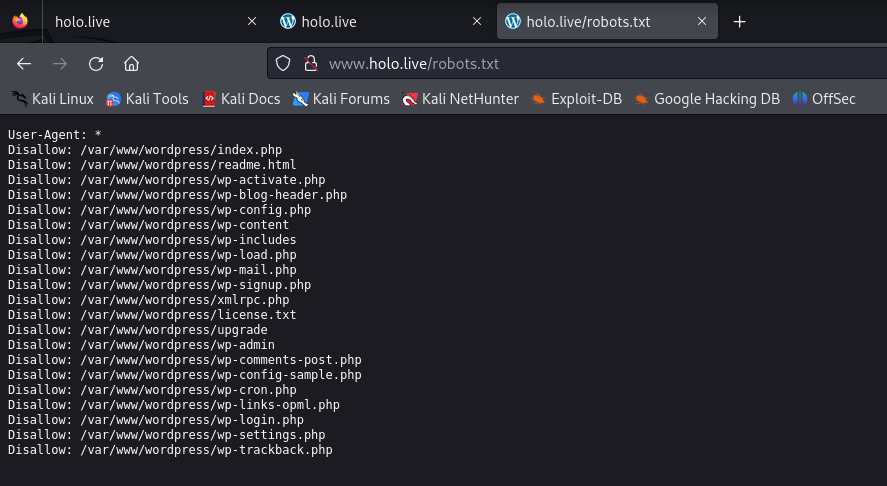 holo.live
holo.live
holo.live/robots.txt
www.holo.live/robots.txt
Kali Linux
Kali Tools
Kali Docs
Kali Forums
Kali NetHunter
Exploit-DB
Google Hacking DB
OffSec
User-Agent: *
Disallow: /var/www/wordpress/index.php
Disallow: /var/www/wordpress/readme.html
Disallow: /var/www/wordpress/wp-activate.php
Disallow: /var/www/wordpress/wp-blog-header.php
Disallow: /var/www/wordpress/wp-config.php
Disallow: /var/www/wordpress/wp-content
Disallow: /var/www/wordpress/wp-includes
Disallow: /var/www/wordpress/wp-load.php
Disallow: /var/www/wordpress/wp-mail.php
Disallow: /var/www/wordpress/wp-signup.php
Disallow: /var/www/wordpress/xmlrpc.php
Disallow: /var/www/wordpress/license.txt
Disallow: /var/www/wordpress/upgrade
Disallow: /var/www/wordpress/wp-admin
Disallow: /var/www/wordpress/wp-comments-post.php
Disallow: /var/www/wordpress/wp-config-sample.php
Disallow: /var/www/wordpress/wp-cron.php
Disallow: /var/www/wordpress/wp-links-opml.php
Disallow: /var/www/wordpress/wp-login.php
Disallow: /var/www/wordpress/wp-settings.php
Disallow: /var/www/wordpress/wp-trackback.php